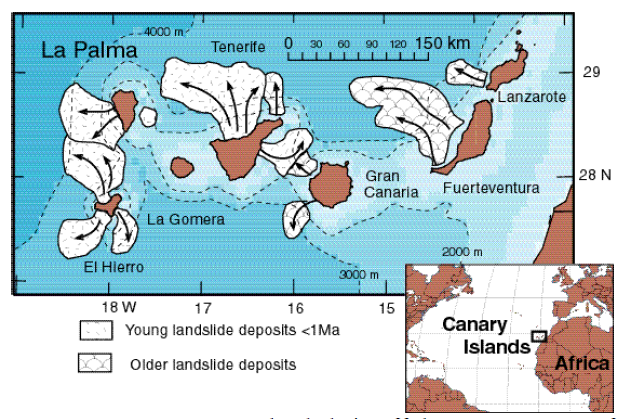 4000 m
La Palma
Tenerife
0 30 60 90 120 150 km
29
Lanzarote
Gran
Canaria
28 N
Fuerteventura
La Gomera
El Hierro
2000 m
3000 m
18 W 17 16 15
Young landslide deposits <1Ma
Older landslide deposits
Canary
Islands
Africa